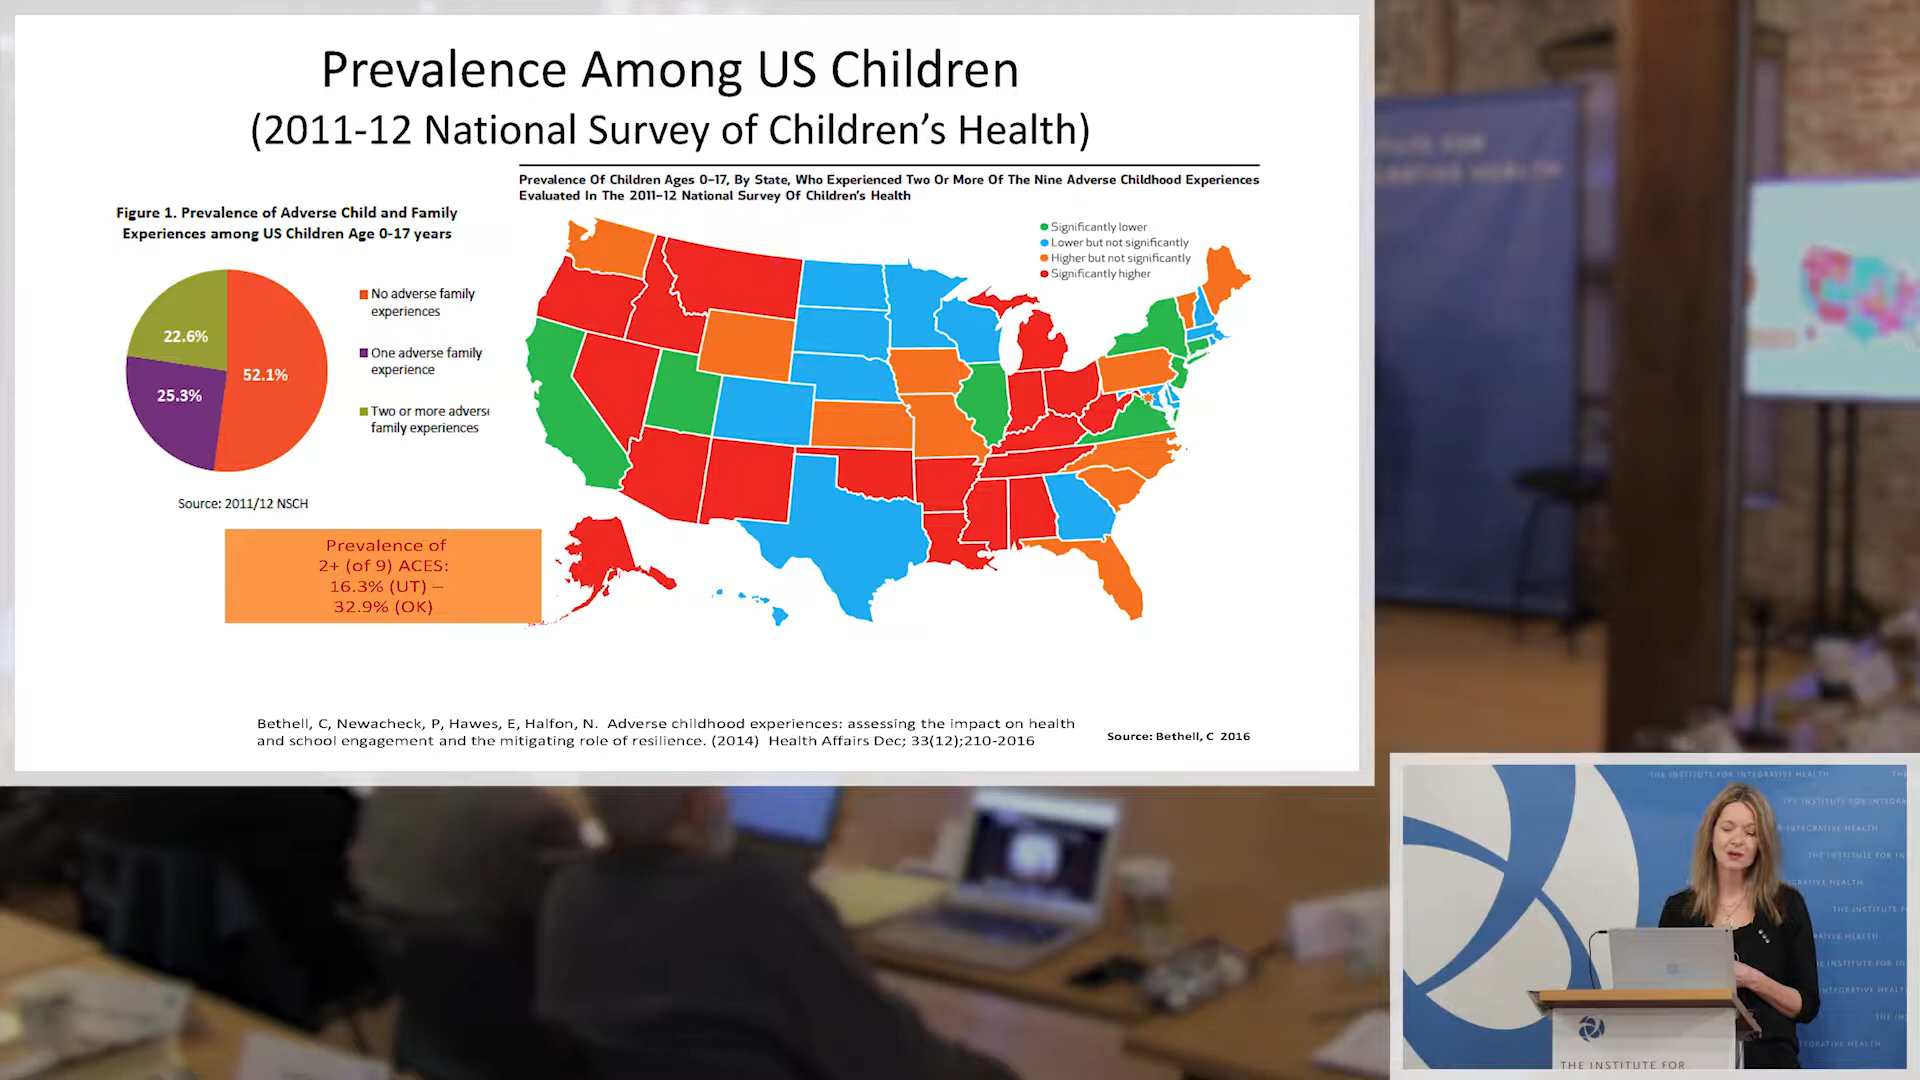 Prevalence Among US Children
(2011-12 National Survey of Children's Health)
Prevalence Of Children Ages 0–17, By State, Who Experienced Two Or More Of The Nine Adverse Childhood Experiences
Evaluated In The 2011–12 National Survey Of Children's Health
Figure 1. Prevalence of Adverse Child and Family
Experiences among US Children Age 0-17 years
22.6%
52.1%
25.3%
No adverse family
experiences
One adverse family
experience
Two or more advers
family experiences
Source: 2011/12 NSCH
Significantly lower
Lower but not significantly
Higher but not significantly
Significantly higher
Prevalence of
2+ (of 9) ACES:
16.3% (UT) –
32.9% (OK)
Bethell, C, Newacheck, P, Hawes, E, Halfon, N. Adverse childhood experiences: assessing the impact on health
and school engagement and the mitigating role of resilience. (2014) Health Affairs Dec; 33(12);210-2016
Source: Bethell, C 2016
THE INSTITUTE FOR INTEGRATIVE HEALTH
THE INSTITUTE FOR